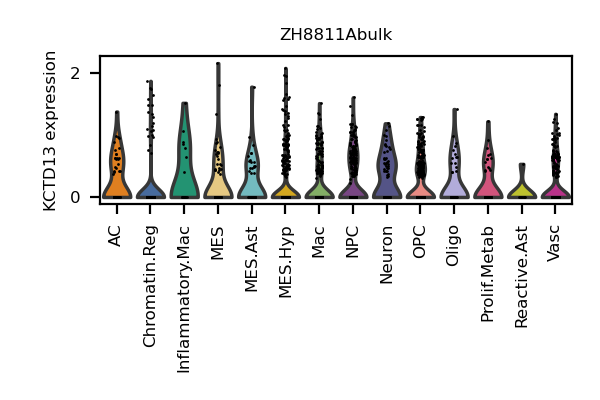 ZH8811Abulk
KCTD13 expression
2
0
AC
Chromatin.Reg
Inflammatory.Mac
MES
MES.Ast
MES.Hyp
Mac
NPC
Neuron
OPC
Oligo
Prolif.Metab
Reactive.Ast
Vasc